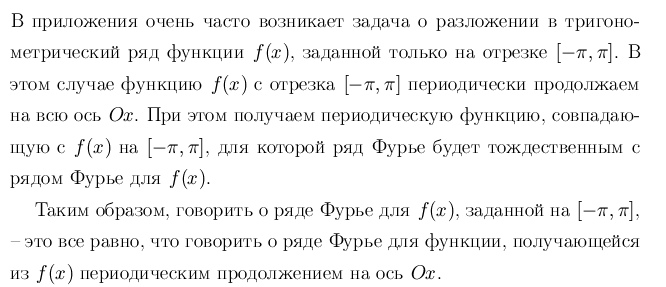 В приложения очень часто возникает задача о разложении в тригоно-
метрический ряд функции f(x), заданной только на отрезке [−π, π]. В
этом случае функцию f(x) с отрезка [−π, π] периодически продолжаем
на всю ось Ox. При этом получаем периодическую функцию, совпадаю-
щую с f(x) на [−π, π], для которой ряд Фурье будет тождественным с
рядом Фурье для f(x).
Таким образом, говорить о ряде Фурье для f(x), заданной на [−π, π],
– это все равно, что говорить о ряде Фурье для функции, получающейся
из f(x) периодическим продолжением на ось Ox.